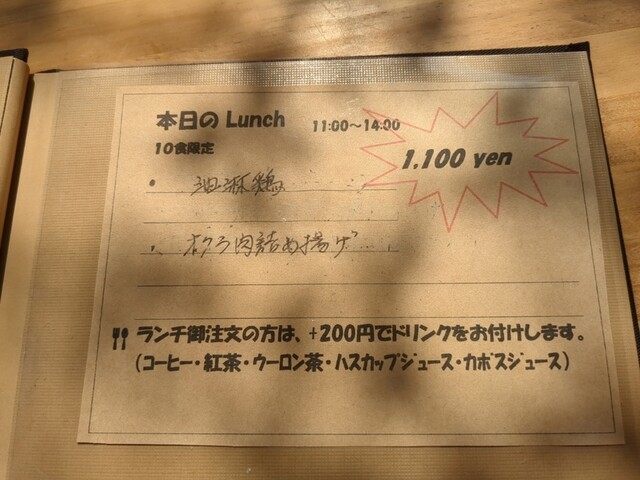 本日の Lunch 11:00～14:00
1,100 yen
10食限定
・油淋鶏
・オクラ肉詰め揚げ
ランチ御注文の方は、+200円でドリンクをお付けします。
(コーヒー・紅茶・ウーロン茶・ハスカップジュース・カボスジュース)